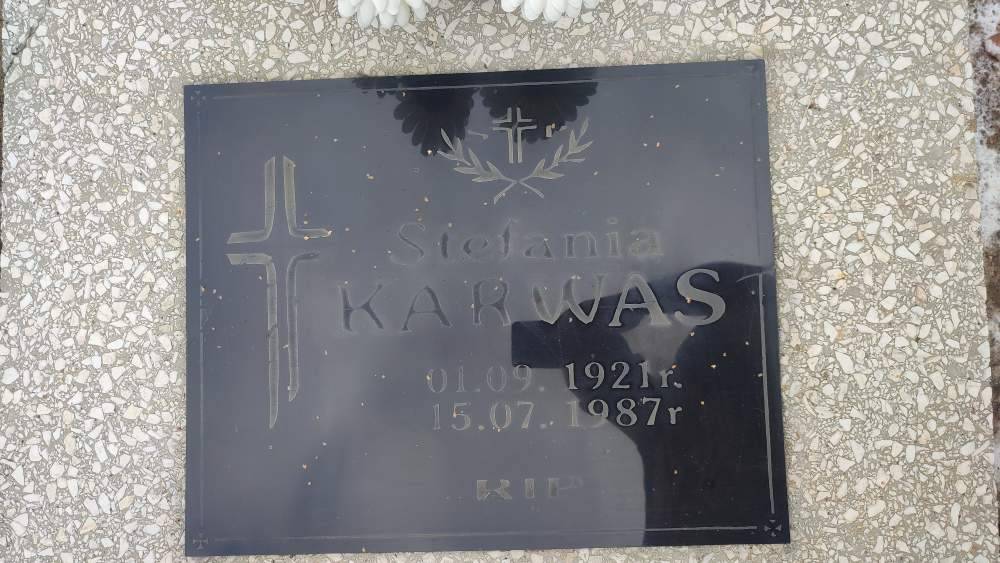 Stefania
KARWAS
01.09. 1921r.
15.07. 1987r
RIP